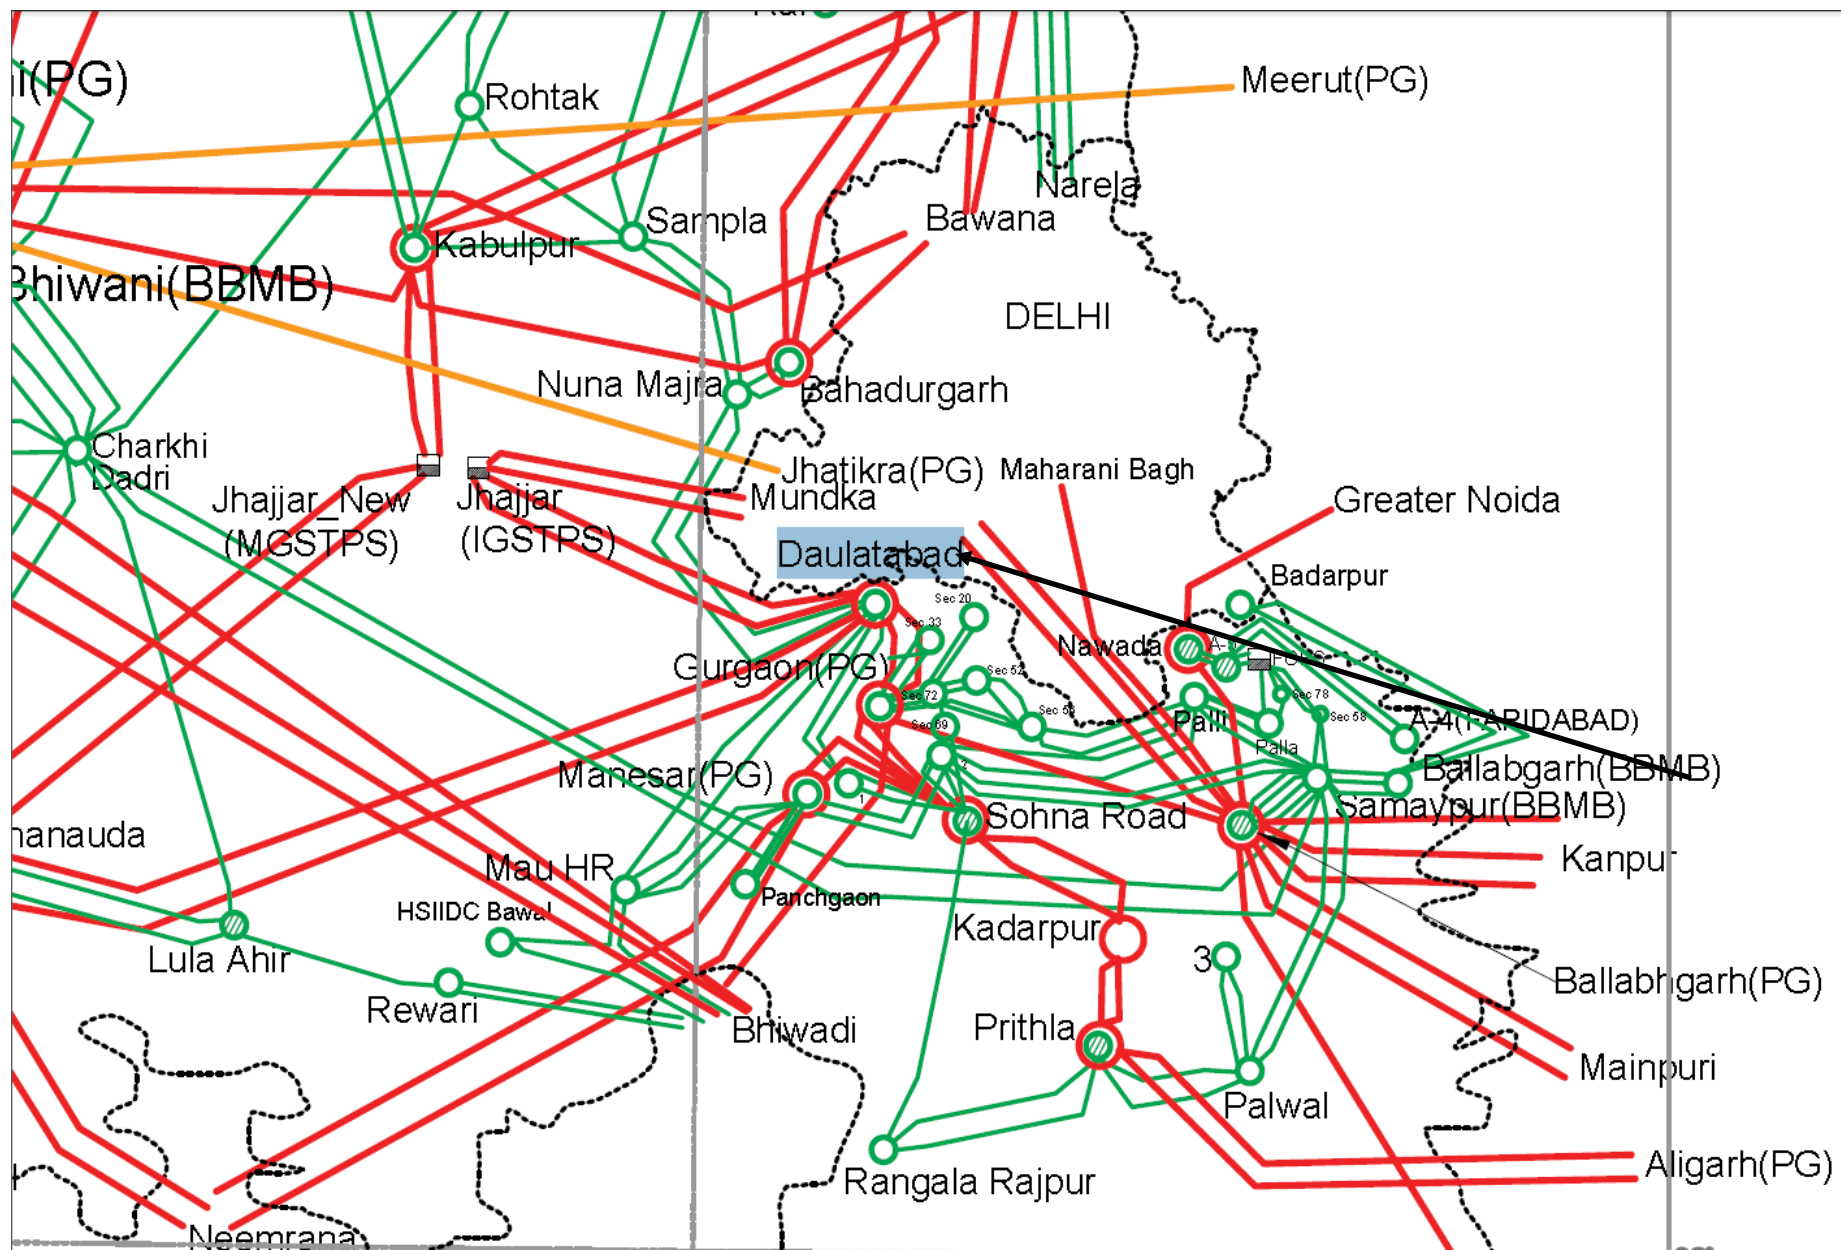 i(PG)
Rohtak
Meerut(PG)
Narela
Sampla
Bawana
Kabulpur
Bhiwani(BBMB)
DELHI
Nuna Majra
Bahadurgarh
Charkhi
Dadri
Jhatikra(PG)
Maharani Bagh
Jhajjar_New
(MGSTPS)
Jhajjar
(IGSTPS)
Mundka
Greater Noida
Daulatabad
Badarpur
Sec 20
Sec 33
Nawada
Gurgaon(PG)
Sec 52
Sec 72
Sec 78
Sec 69
Palli
Sec 58
Palla
A-4(FARIDABAD)
Manesar(PG)
2
1
Ballabgarh(BBMB)
Samaypur(BBMB)
Sohna Road
nanauda
Kanpur
Mau HR
Panchgaon
HSIIDC Bawal
Kadarpur
3
Lula Ahir
Ballabhgarh(PG)
Rewari
Bhiwadi
Prithla
Mainpuri
Palwal
Aligarh(PG)
Rangala Rajpur
Neemrana